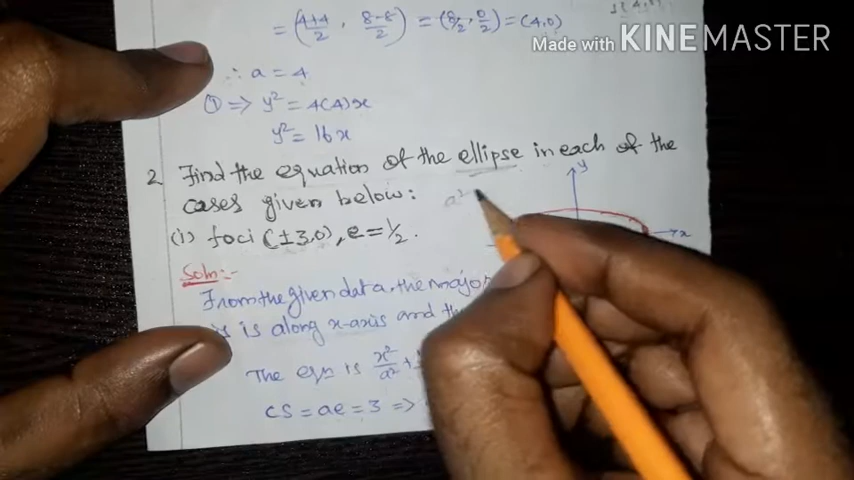 = (4+4/2, 8-8/2) = (8/2, 0/2) = (4,0)
Made with KINEMASTER
∴ a = 4
① => y² = 4(4)x
y² = 16x
2 Find the equation of the ellipse in each of the
cases given below: a²
y
(i) foci (±3,0), e = 1/2.
x
Soln:-
From the given data, the major
is along x-axis and
The eqn is x²/a² +
CS = ae = 3 =>